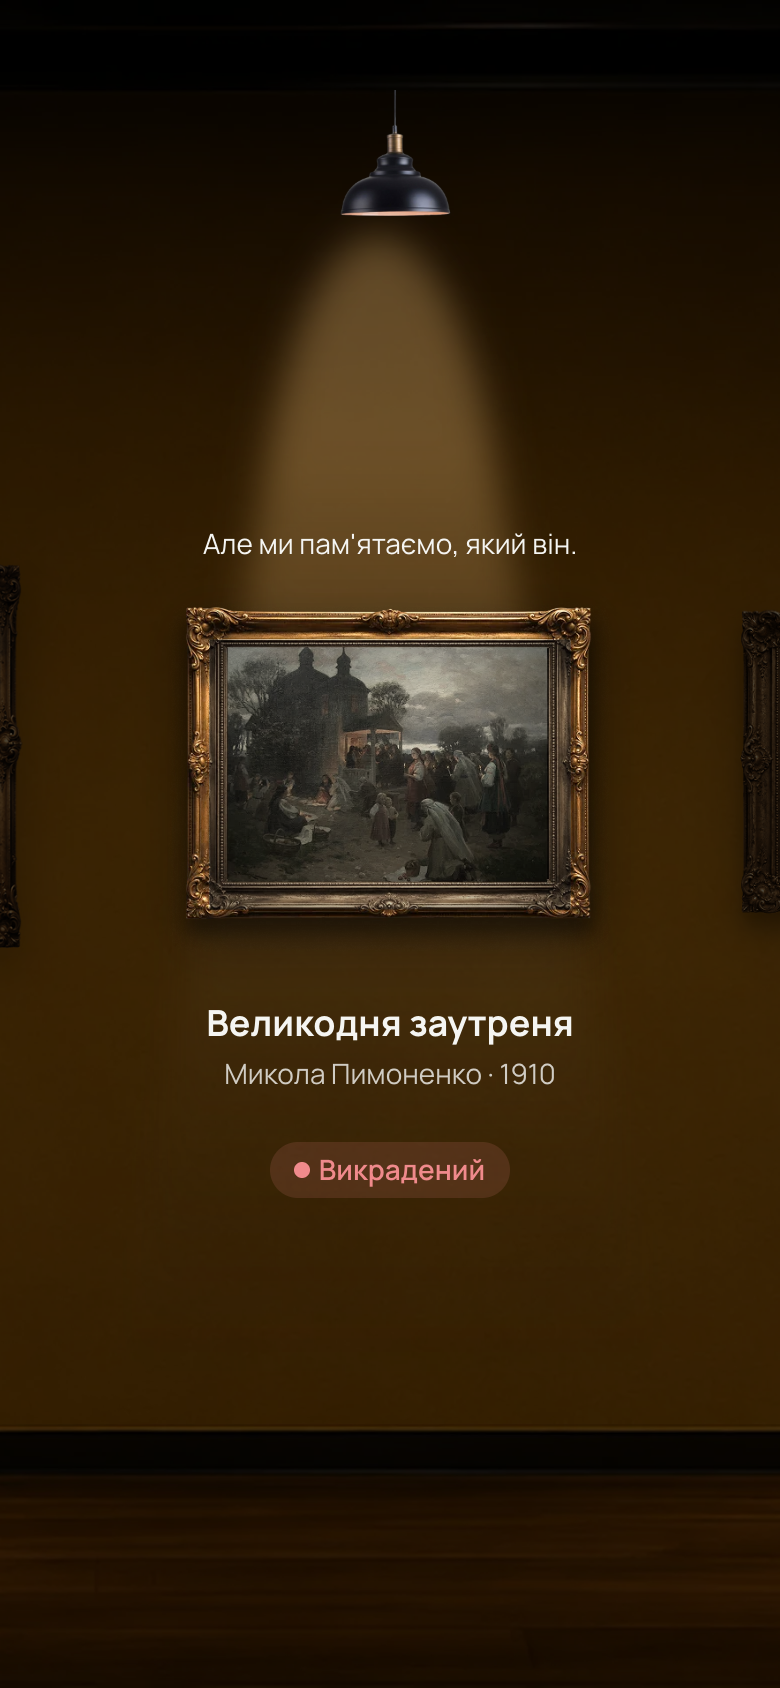 Але ми пам'ятаємо, який він.
Великодня заутреня
Микола Пимоненко · 1910
Викрадений